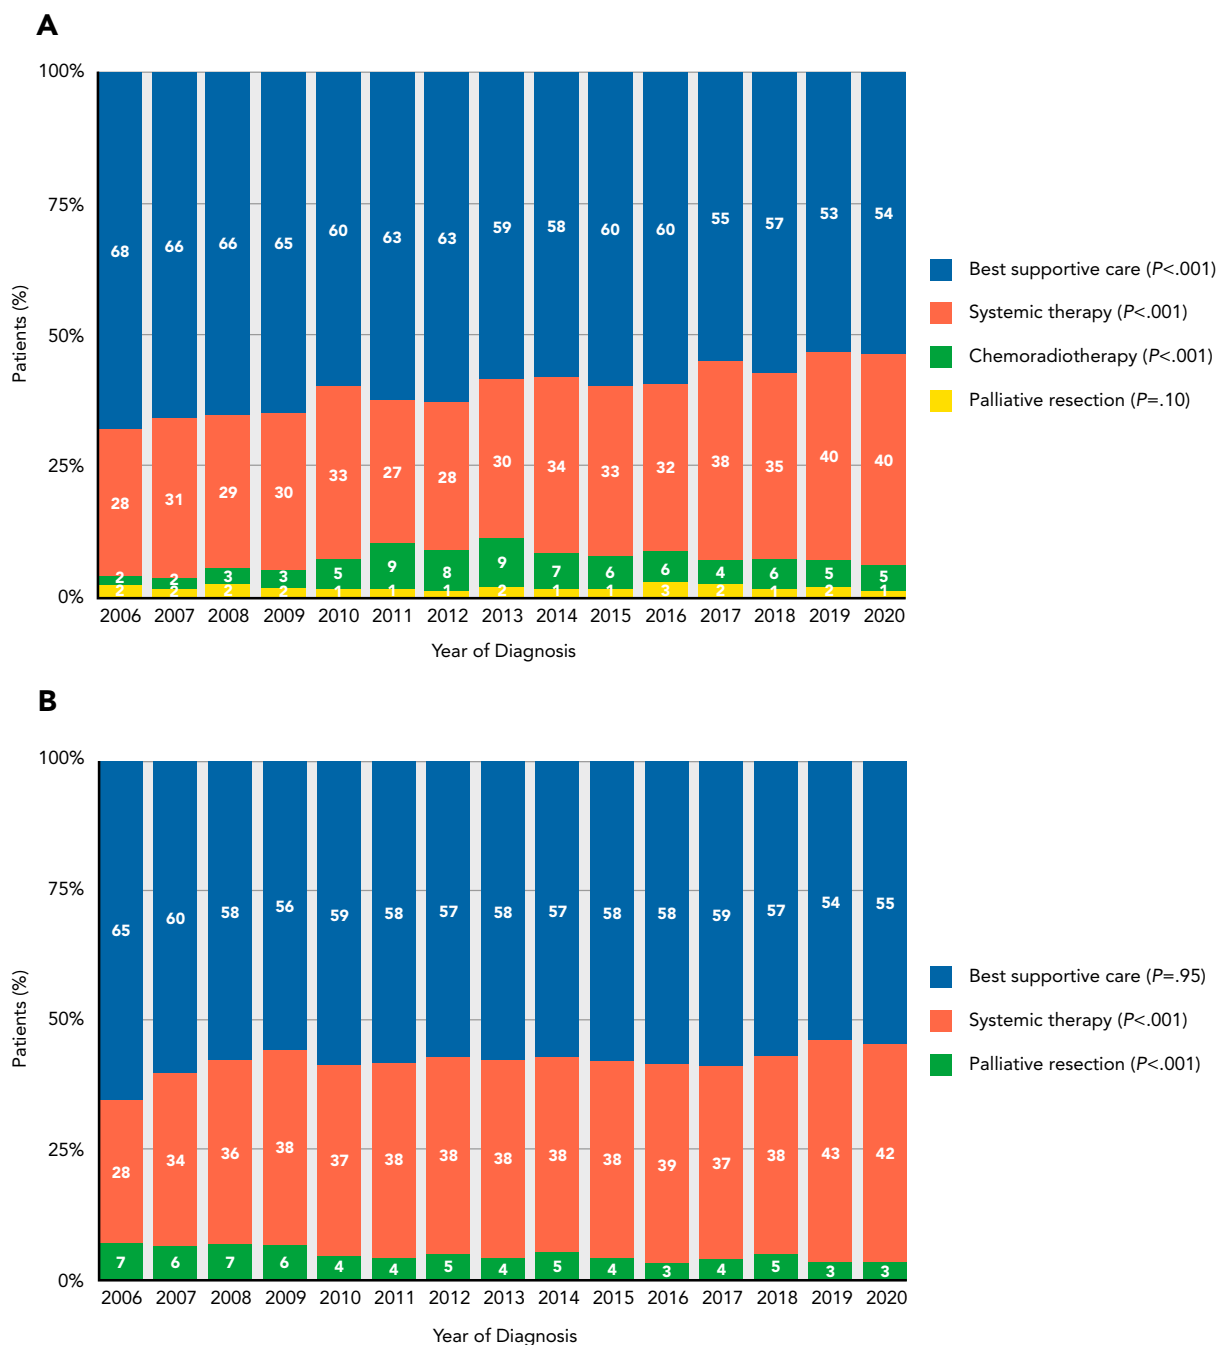 A
100%
75%
50%
25%
0%
Patients (%)
68 66 66 65 60 63 63 59 58 60 60 55 57 53 54
28 31 29 30 33 27 28 30 34 33 32 38 35 40 40
2 2 3 3 5 9 8 9 7 6 6 4 6 5 5
2 2 2 2 1 1 1 2 1 1 3 2 1 2 1
2006 2007 2008 2009 2010 2011 2012 2013 2014 2015 2016 2017 2018 2019 2020
Year of Diagnosis
Best supportive care (P<.001)
Systemic therapy (P<.001)
Chemoradiotherapy (P<.001)
Palliative resection (P=.10)
B
100%
75%
50%
25%
0%
Patients (%)
65 60 58 56 59 58 57 58 57 58 58 59 57 54 55
28 34 36 38 37 38 38 38 38 38 39 37 38 43 42
7 6 7 6 4 4 5 4 5 4 3 4 5 3 3
2006 2007 2008 2009 2010 2011 2012 2013 2014 2015 2016 2017 2018 2019 2020
Year of Diagnosis
Best supportive care (P=.95)
Systemic therapy (P<.001)
Palliative resection (P<.001)